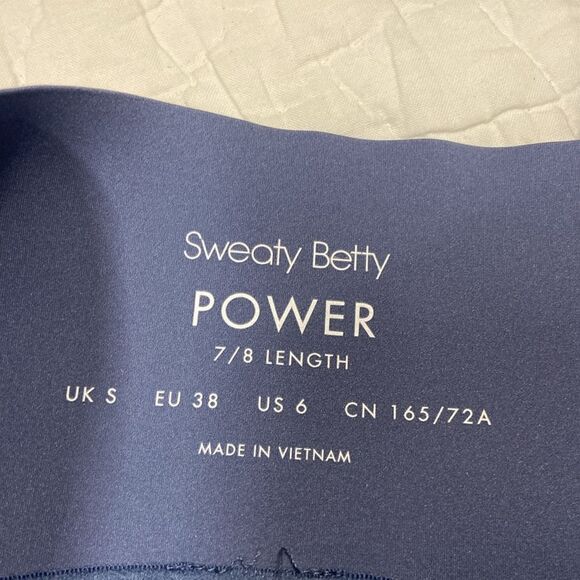 Sweaty Betty
POWER
7/8 LENGTH
UK S EU 38 US 6 CN 165/72A
MADE IN VIETNAM